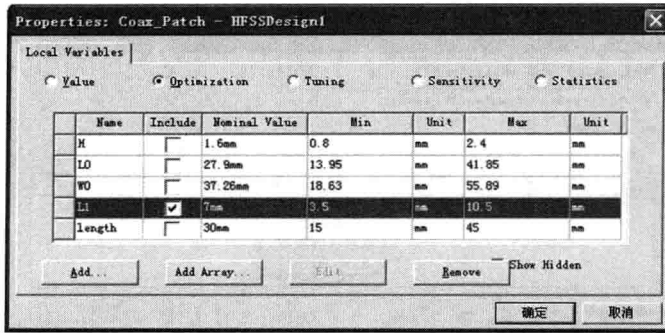 Properties: Coax_Patch - HFSSDesign1
Local Variables
Value Optimization Tuning Sensitivity Statistics
Name Include Nominal Value Min Unit Max Unit
H 1.6mm 0.8 mm 2.4 mm
L0 27.9mm 13.95 mm 41.85 mm
W0 37.26mm 18.63 mm 55.89 mm
L1 7mm 3.5 mm 10.5 mm
length 30mm 15 mm 45 mm
Add... Add Array... Edit... Remove Show Hidden
确定 取消